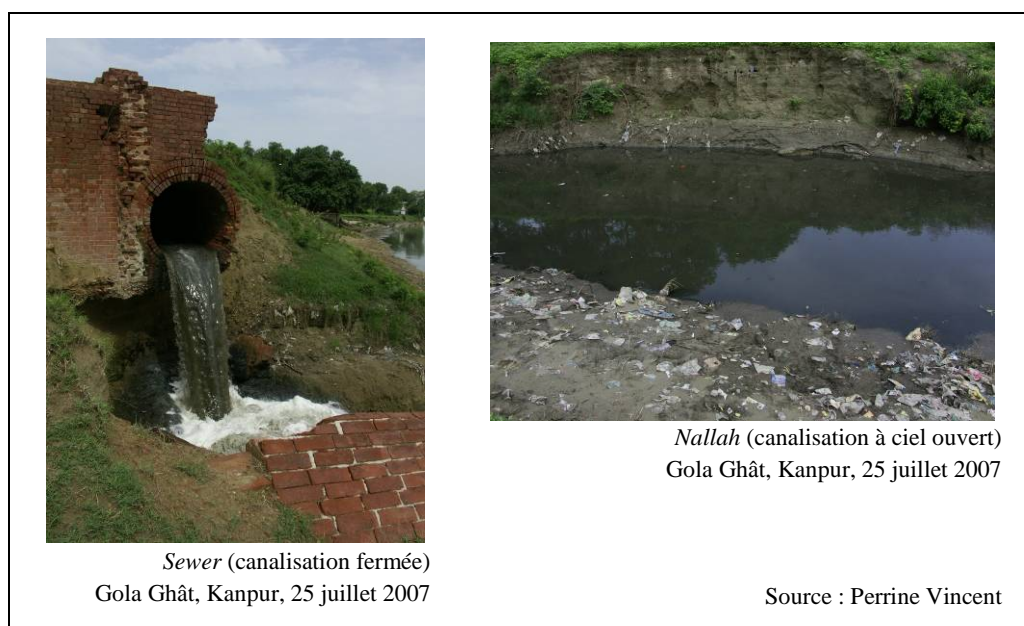 Sewer (canalisation fermée)
Gola Ghât, Kanpur, 25 juillet 2007
Nallah (canalisation à ciel ouvert)
Gola Ghât, Kanpur, 25 juillet 2007
Source : Perrine Vincent